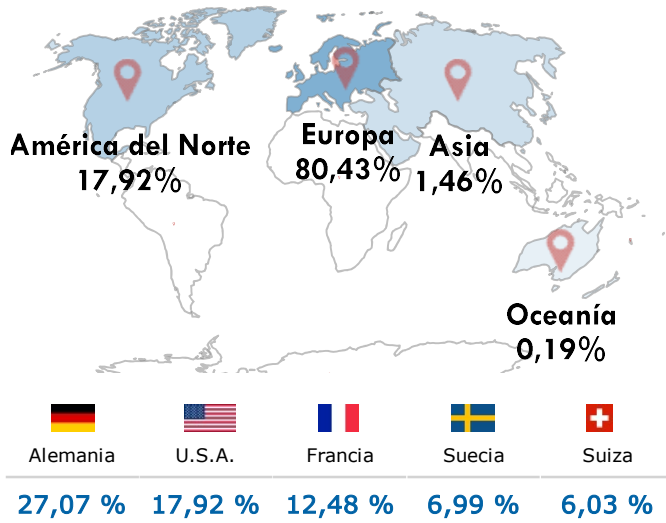 América del Norte
17,92%
Europa
80,43%
Asia
1,46%
Oceanía
0,19%
Alemania
U.S.A.
Francia
Suecia
Suiza
27,07 %
17,92 %
12,48 %
6,99 %
6,03 %